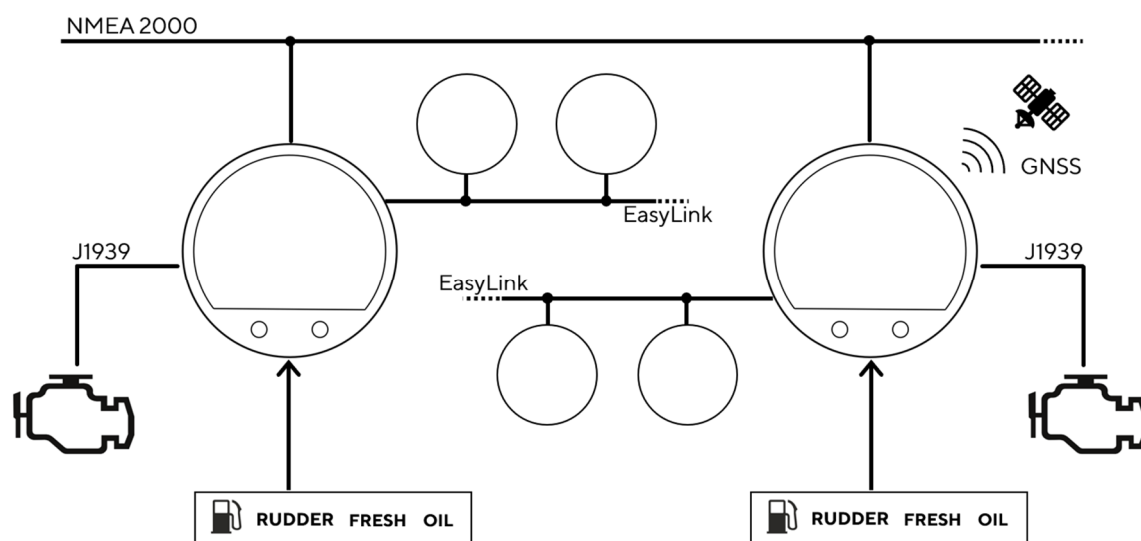 NMEA 2000
GNSS
EasyLink
J1939
J1939
EasyLink
RUDDER FRESH OIL
RUDDER FRESH OIL